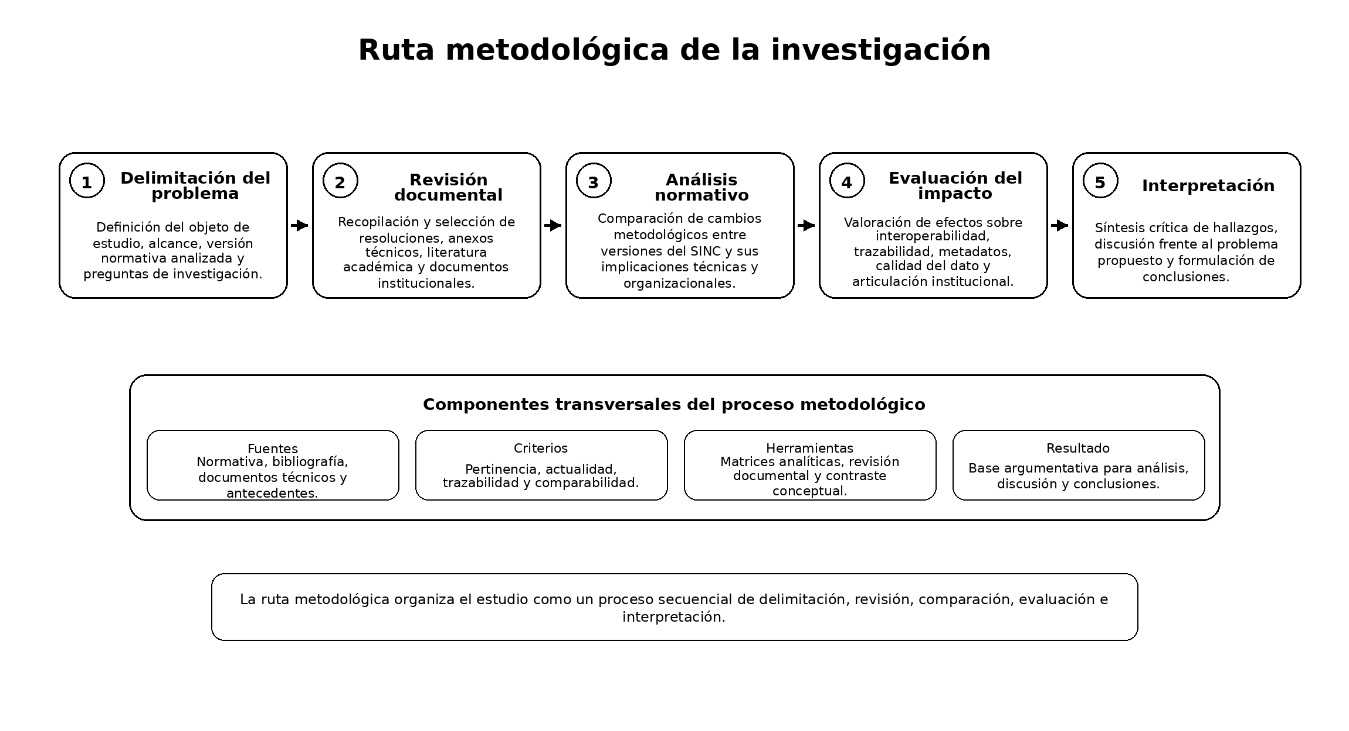 Ruta metodológica de la investigación
1
Delimitación del
problema
Definición del objeto de
estudio, alcance, versión
normativa analizada y
preguntas de investigación.
2
Revisión
documental
Recopilación y selección de
resoluciones, anexos
técnicos, literatura
académica y documentos
institucionales.
3
Análisis
normativo
Comparación de cambios
metodológicos entre
versiones del SINC y sus
implicaciones técnicas y
organizacionales.
4
Evaluación del
impacto
Valoración de efectos sobre
interoperabilidad,
trazabilidad, metadatos,
calidad del dato y
articulación institucional.
5
Interpretación
Síntesis crítica de hallazgos,
discusión frente al problema
propuesto y formulación de
conclusiones.
Componentes transversales del proceso metodológico
Fuentes
Normativa, bibliografía,
documentos técnicos y
antecedentes.
Criterios
Pertinencia, actualidad,
trazabilidad y comparabilidad.
Herramientas
Matrices analíticas, revisión
documental y contraste
conceptual.
Resultado
Base argumentativa para análisis,
discusión y conclusiones.
La ruta metodológica organiza el estudio como un proceso secuencial de delimitación, revisión, comparación, evaluación e
interpretación.